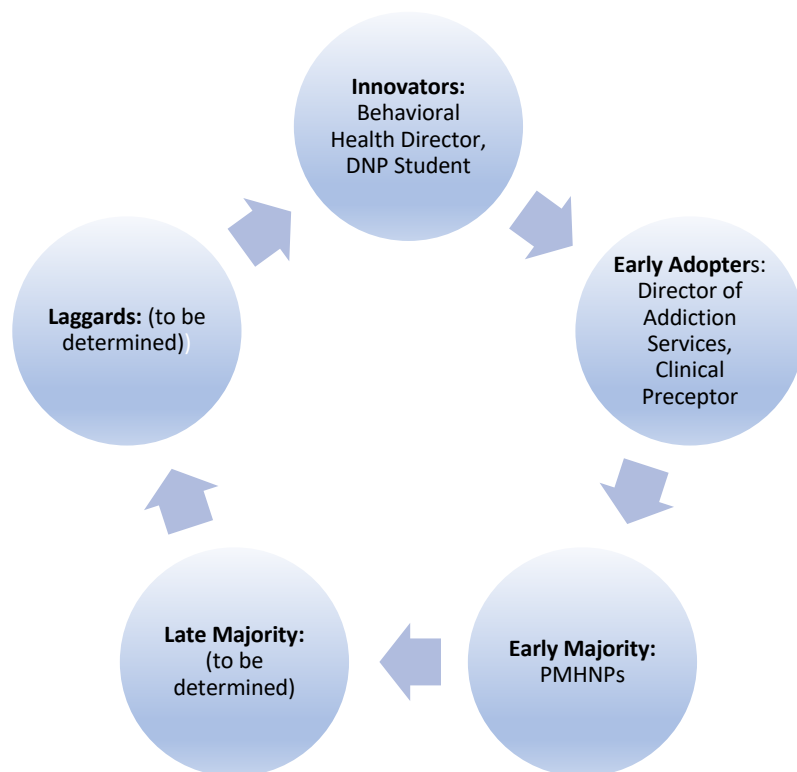 Innovators:
Behavioral
Health Director,
DNP Student
Early Adopters:
Director of
Addiction
Services,
Clinical
Preceptor
Early Majority:
PMHNPs
Late Majority:
(to be
determined)
Laggards: (to be
determined))